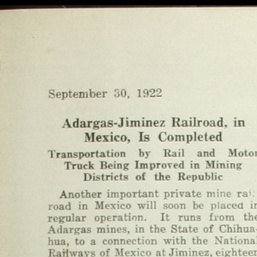 September 30, 1922
Adargas-Jiminez Railroad, in
Mexico, Is Completed
Transportation by Rail and Motor
Truck Being Improved in Mining
Districts of the Republic
Another important private mine rail-
road in Mexico will soon be placed in
regular operation. It runs from the
Adargas mines, in the State of Chihua-
hua, to a connection with the National
Railways of Mexico at Jiminez, eighteen